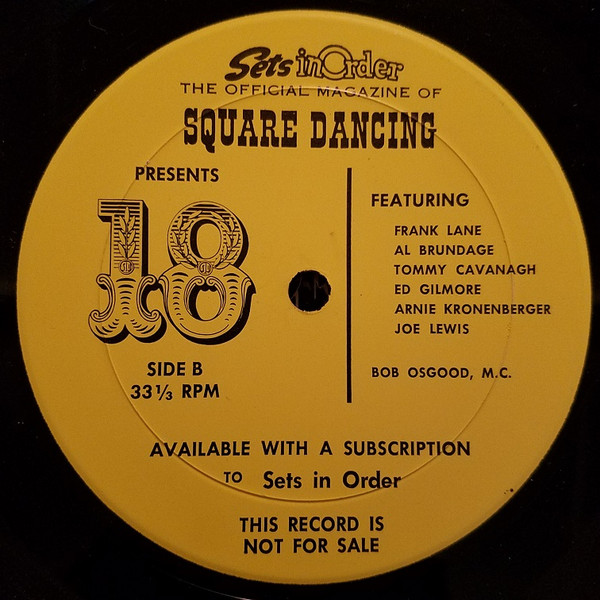 Sets in Order
THE OFFICIAL MAGAZINE OF
SQUARE DANCING
PRESENTS
18
SIDE B
33⅓ RPM
FEATURING
FRANK LANE
AL BRUNDAGE
TOMMY CAVANAGH
ED GILMORE
ARNIE KRONENBERGER
JOE LEWIS
BOB OSGOOD, M.C.
AVAILABLE WITH A SUBSCRIPTION
TO Sets in Order
THIS RECORD IS
NOT FOR SALE